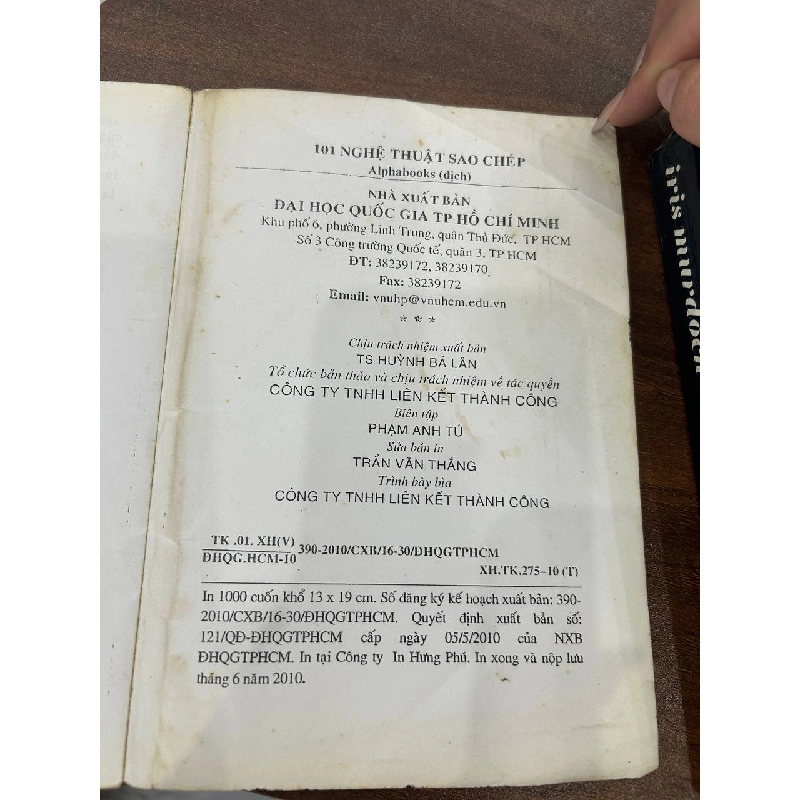 101 NGHỆ THUẬT SAO CHÉP
Alphabooks (dịch)
NHÀ XUẤT BẢN
ĐẠI HỌC QUỐC GIA TP HỒ CHÍ MINH
Khu phố 6, phường Linh Trung, quân Thủ Đức, TP HCM
Số 3 Công trường Quốc tế, quân 3, TP HCM
ĐT: 38239172, 38239170
Fax: 38239172
Email: vnuhp@vnuhcm.edu.vn
* * *
Chịu trách nhiệm xuất bản
TS HUỲNH BÁ LÂN
Tổ chức bản thảo và chịu trách nhiệm về tác quyền
CÔNG TY TNHH LIÊN KẾT THÀNH CÔNG
Biên tập
PHẠM ANH TÚ
Sửa bản in
TRẦN VĂN THẮNG
Trình bày bìa
CÔNG TY TNHH LIÊN KẾT THÀNH CÔNG
TK .01. XH(V)
ĐHQG.HCM-10
390-2010/CXB/16-30/ĐHQGTPHCM
XH.TK.275-10 (T)
In 1000 cuốn khổ 13 x 19 cm. Số đăng ký kế hoạch xuất bản: 390-
2010/CXB/16-30/ĐHQGTPHCM. Quyết định xuất bản số:
121/QĐ-ĐHQGTPHCM cấp ngày 05/5/2010 của NXB
ĐHQGTPHCM. In tại Công ty In Hưng Phú. In xong và nộp lưu
tháng 6 năm 2010.
iris murdoch